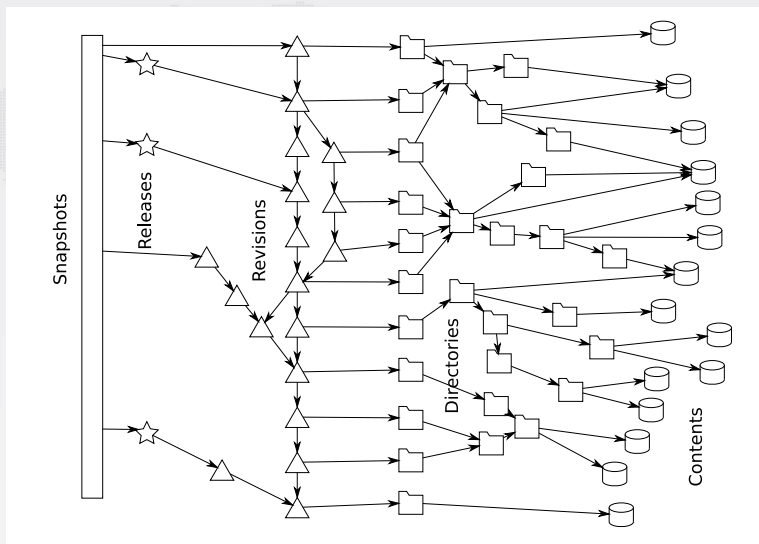 Snapshots
Releases
Revisions
Directories
Contents